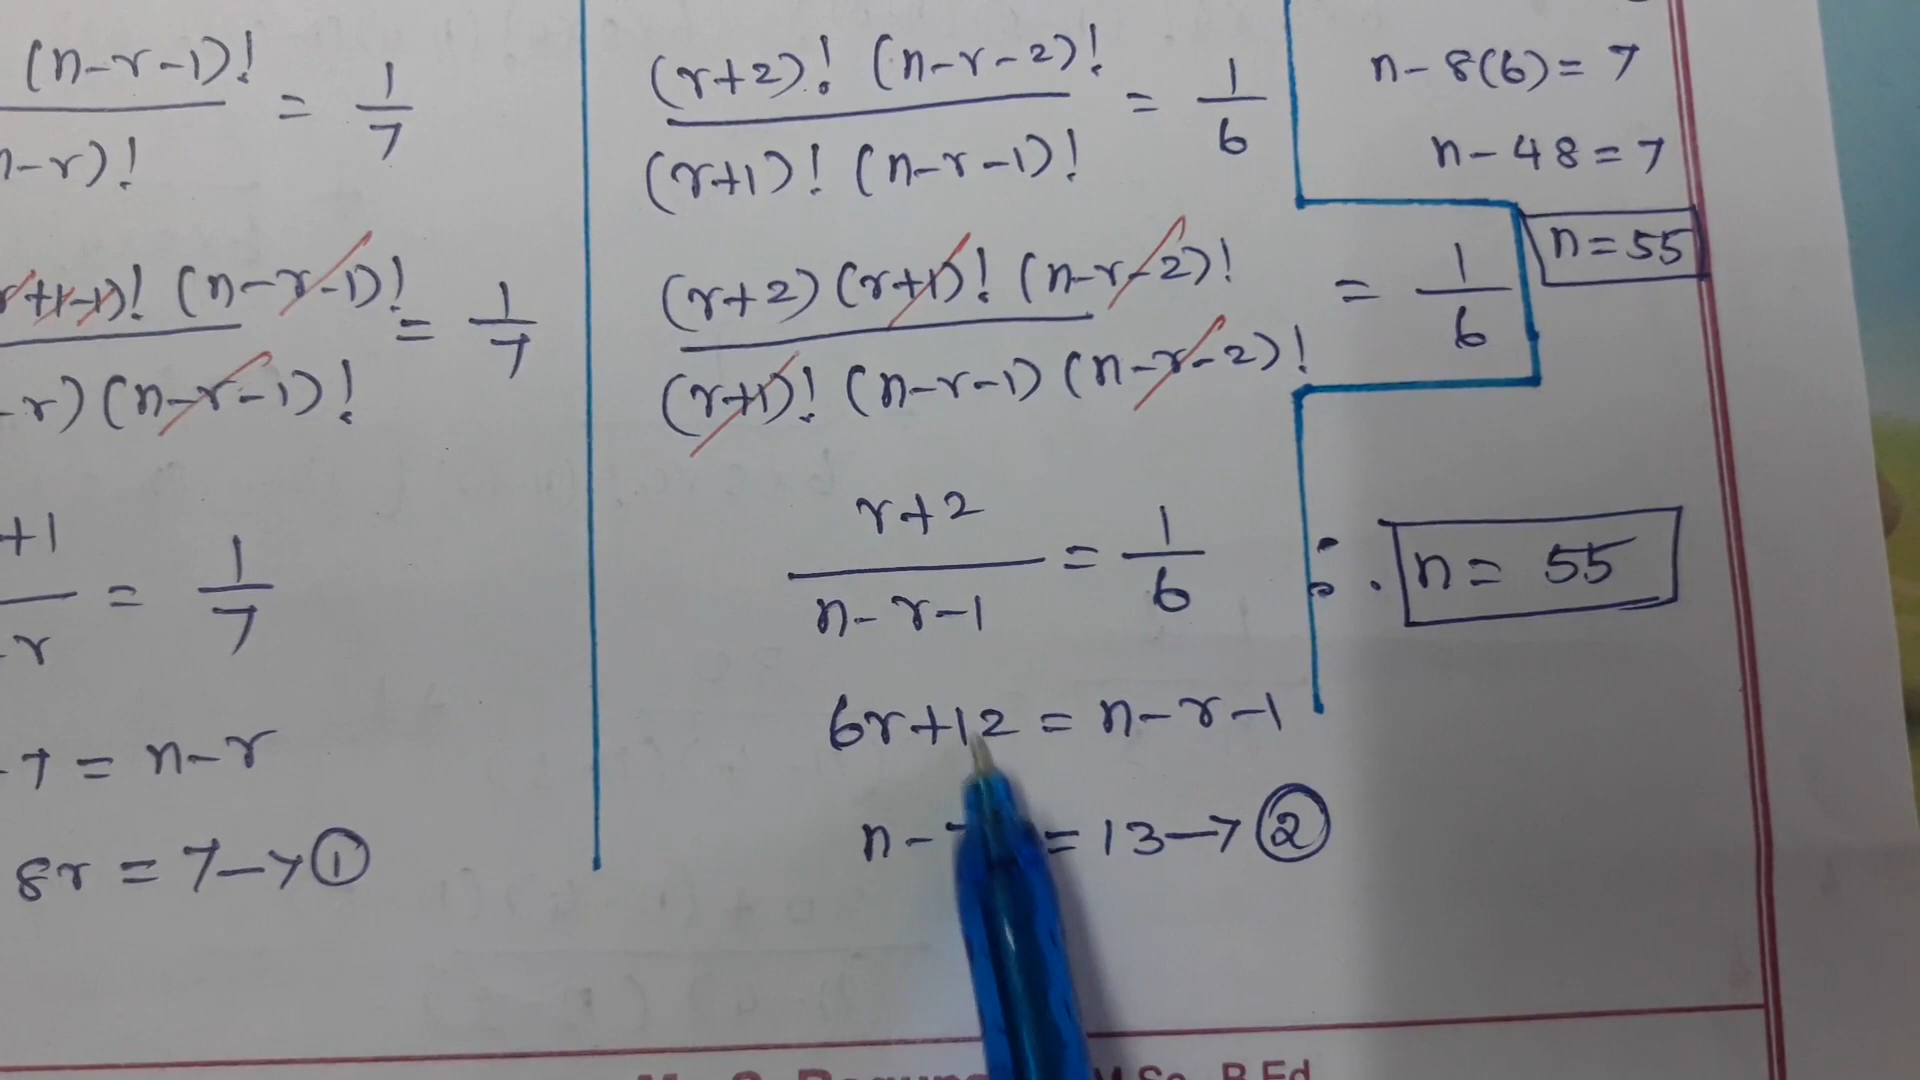 (n-r-1)!
= 1/7
n-r)!
r+1-1)! (n-r-1)!
= 1/7
-r) (n-r-1)!
+1
= 1/7
-r
7 = n-r
8r = 7 → ①
(r+2)! (n-r-2)!
= 1/6
(r+1)! (n-r-1)!
(r+2) (r+1)! (n-r-2)!
= 1/6
(r+1)! (n-r-1) (n-r-2)!
r+2
= 1/6
n-r-1
6r+12 = n-r-1
n- = 13 → ②
n-8(6) = 7
n-48 = 7
n=55
∴ n = 55
M.Sc., B.Ed